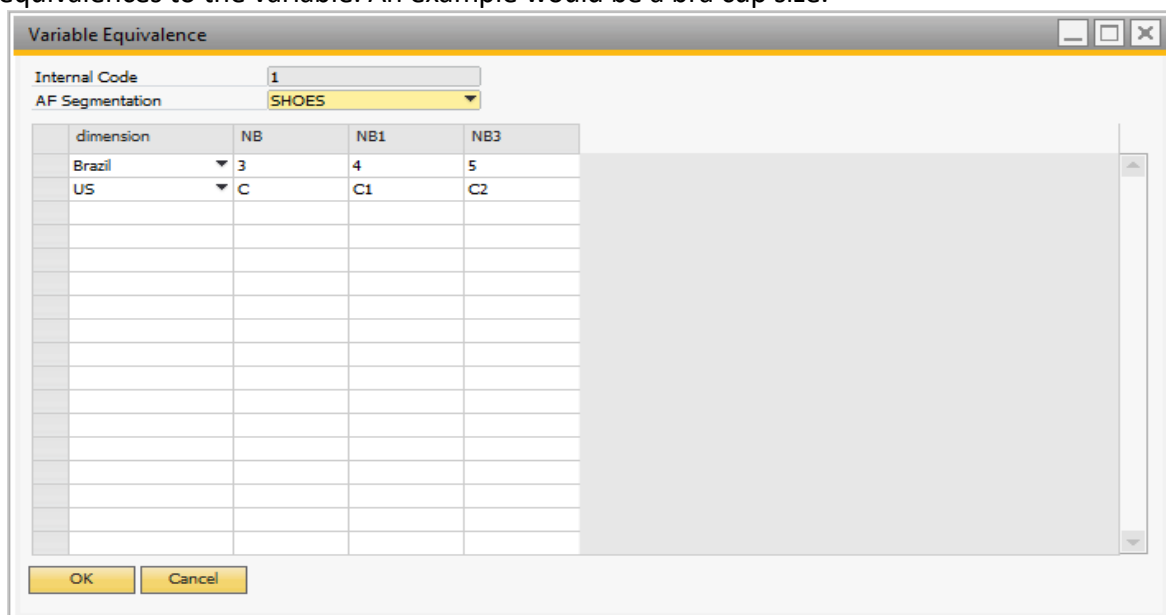 equivalences to the variable. An example would be a bra cup size.
Variable Equivalence
Internal Code 1
AF Segmentation SHOES
dimension NB NB1 NB3
Brazil 3 4 5
US C C1 C2
OK Cancel